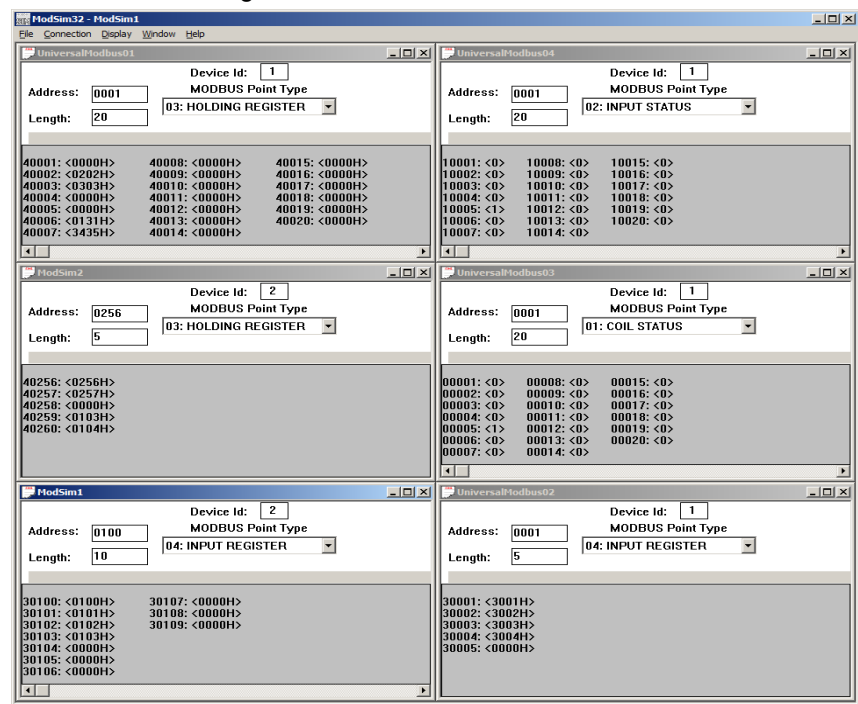 ModSim32 - ModSim1
File Connection Display Window Help
UniversalModbus01
Device Id: 1
Address: 0001
MODBUS Point Type
03: HOLDING REGISTER
Length: 20
40001: <0000H> 40008: <0000H> 40015: <0000H>
40002: <0202H> 40009: <0000H> 40016: <0000H>
40003: <0303H> 40010: <0000H> 40017: <0000H>
40004: <0000H> 40011: <0000H> 40018: <0000H>
40005: <0000H> 40012: <0000H> 40019: <0000H>
40006: <0131H> 40013: <0000H> 40020: <0000H>
40007: <3435H> 40014: <0000H>
UniversalModbus04
Device Id: 1
Address: 0001
MODBUS Point Type
02: INPUT STATUS
Length: 20
10001: <0> 10008: <0> 10015: <0>
10002: <0> 10009: <0> 10016: <0>
10003: <0> 10010: <0> 10017: <0>
10004: <0> 10011: <0> 10018: <0>
10005: <1> 10012: <0> 10019: <0>
10006: <0> 10013: <0> 10020: <0>
10007: <0> 10014: <0>
ModSim2
Device Id: 2
Address: 0256
MODBUS Point Type
03: HOLDING REGISTER
Length: 5
40256: <0256H>
40257: <0257H>
40258: <0000H>
40259: <0103H>
40260: <0104H>
UniversalModbus03
Device Id: 1
Address: 0001
MODBUS Point Type
01: COIL STATUS
Length: 20
00001: <0> 00008: <0> 00015: <0>
00002: <0> 00009: <0> 00016: <0>
00003: <0> 00010: <0> 00017: <0>
00004: <0> 00011: <0> 00018: <0>
00005: <1> 00012: <0> 00019: <0>
00006: <0> 00013: <0> 00020: <0>
00007: <0> 00014: <0>
ModSim1
Device Id: 2
Address: 0100
MODBUS Point Type
04: INPUT REGISTER
Length: 10
30100: <0100H> 30107: <0000H>
30101: <0101H> 30108: <0000H>
30102: <0102H> 30109: <0000H>
30103: <0103H>
30104: <0000H>
30105: <0000H>
30106: <0000H>
UniversalModbus02
Device Id: 1
Address: 0001
MODBUS Point Type
04: INPUT REGISTER
Length: 5
30001: <3001H>
30002: <3002H>
30003: <3003H>
30004: <3004H>
30005: <0000H>